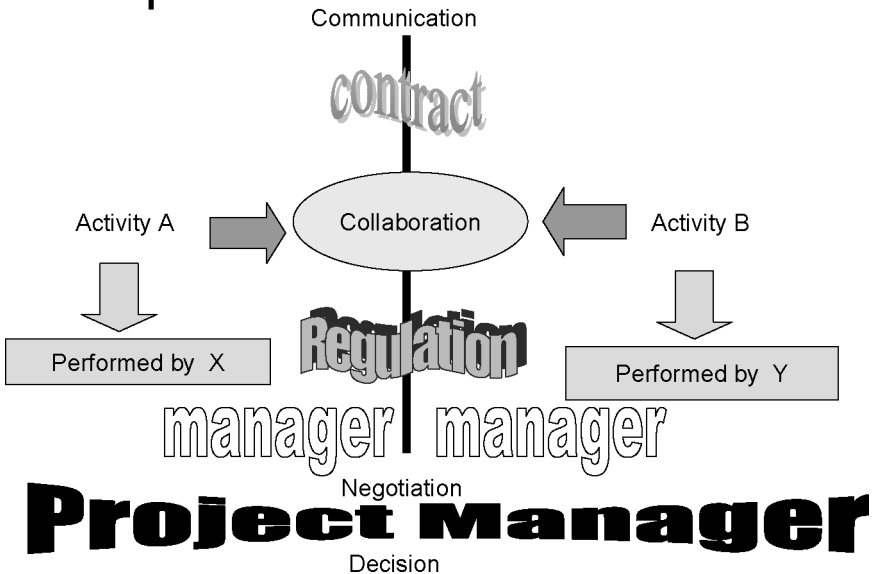 Communication
contract
Activity A
Collaboration
Activity B
Regulation
Performed by X
Performed by Y
manager manager
Negotiation
Project Manager
Decision